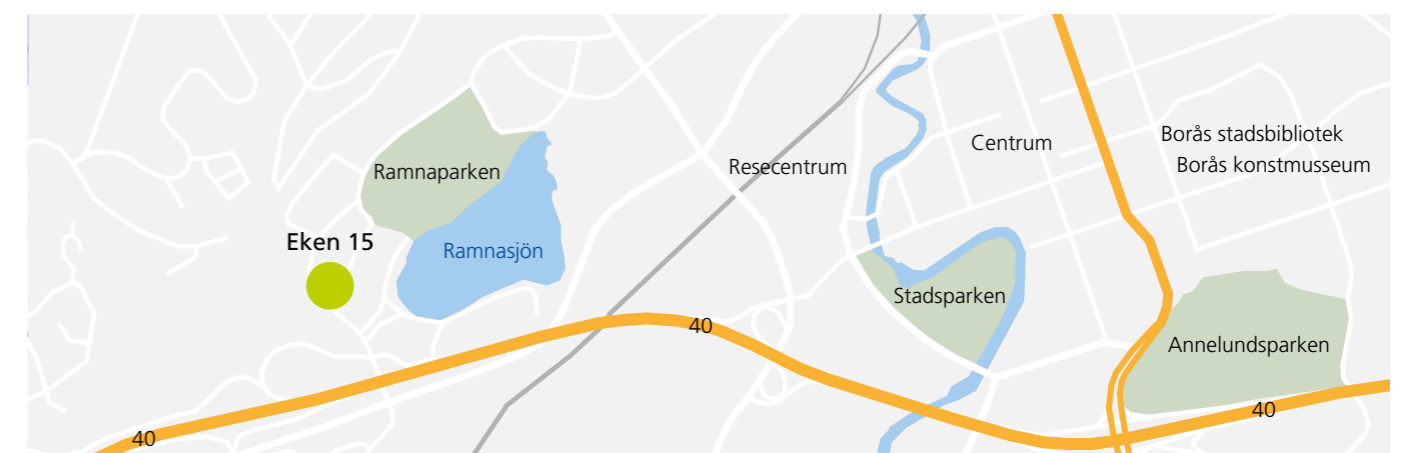 Borås stadsbibliotek
Centrum
Borås konstmusseum
Resecentrum
Ramnaparken
Eken 15
Ramnasjön
Stadsparken
40
Annelundsparken
40
40